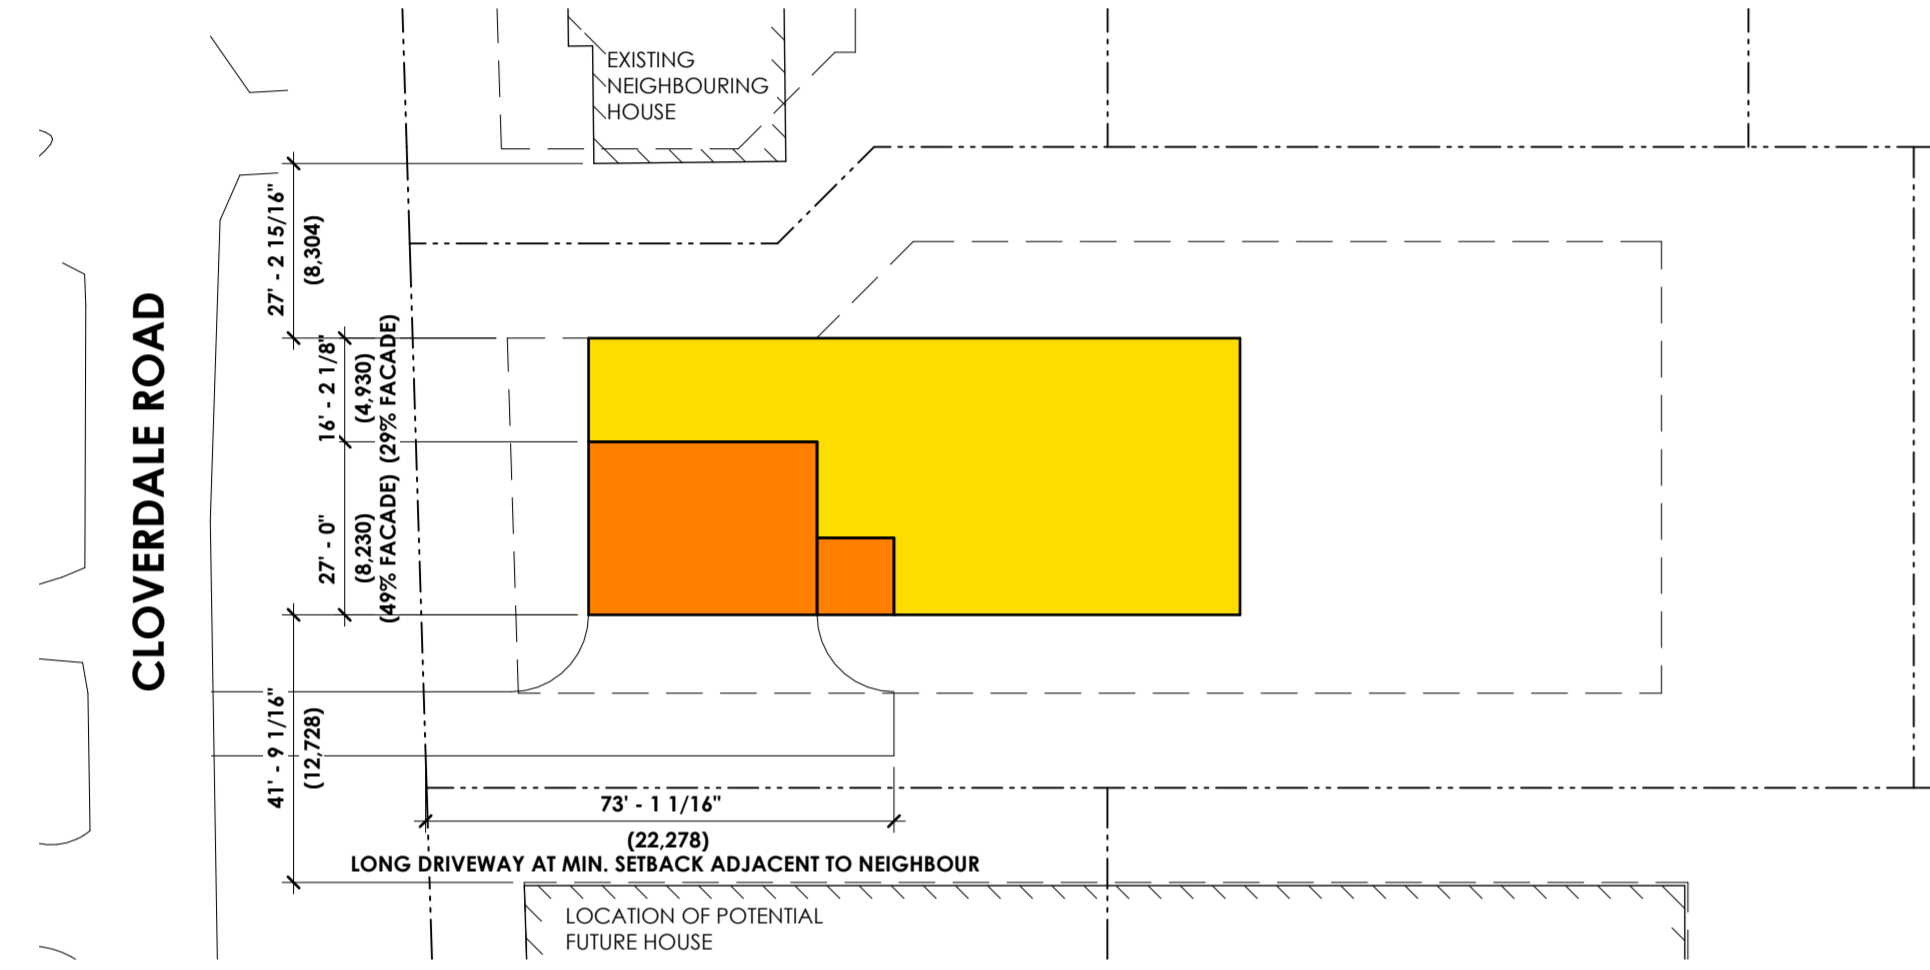 EXISTING
NEIGHBOURING
HOUSE
27' - 2 15/16"
(8,304)
16' - 2 1/8"
(4,930)
(29% FACADE)
27' - 0"
(8,230)
(49% FACADE)
CLOVERDALE ROAD
41' - 9 1/16"
(12,728)
73' - 1 1/16"
(22,278)
LONG DRIVEWAY AT MIN. SETBACK ADJACENT TO NEIGHBOUR
LOCATION OF POTENTIAL
FUTURE HOUSE